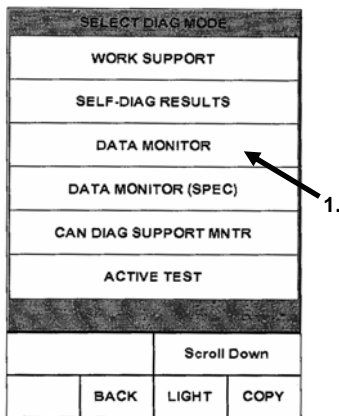 SELECT DIAG MODE
WORK SUPPORT
SELF-DIAG RESULTS
DATA MONITOR
DATA MONITOR (SPEC)
1.
CAN DIAG SUPPORT MNTR
ACTIVE TEST
Scroll Down
BACK LIGHT COPY